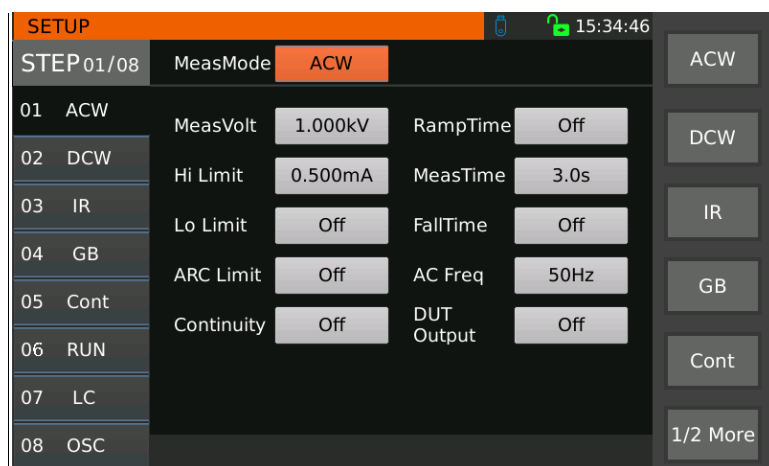 SETUP 15:34:46
STEP 01/08
MeasMode ACW
01 ACW
02 DCW
03 IR
04 GB
05 Cont
06 RUN
07 LC
08 OSC
MeasVolt 1.000kV
Hi Limit 0.500mA
Lo Limit Off
ARC Limit Off
Continuity Off
RampTime Off
MeasTime 3.0s
FallTime Off
AC Freq 50Hz
DUT
Output Off
ACW
DCW
IR
GB
Cont
1/2 More